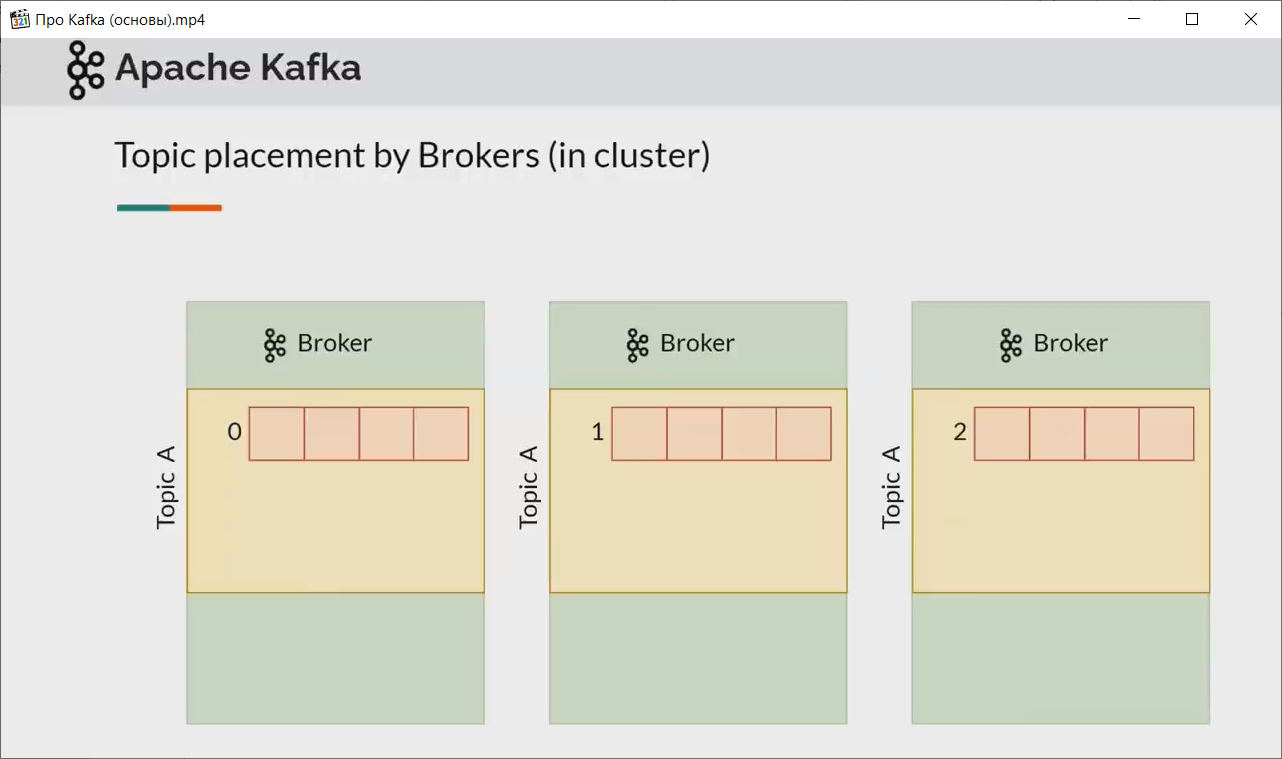 Про Kafka (основы).mp4
Apache Kafka
Topic placement by Brokers (in cluster)
Broker
Broker
Broker
0
1
2
Topic A
Topic A
Topic A